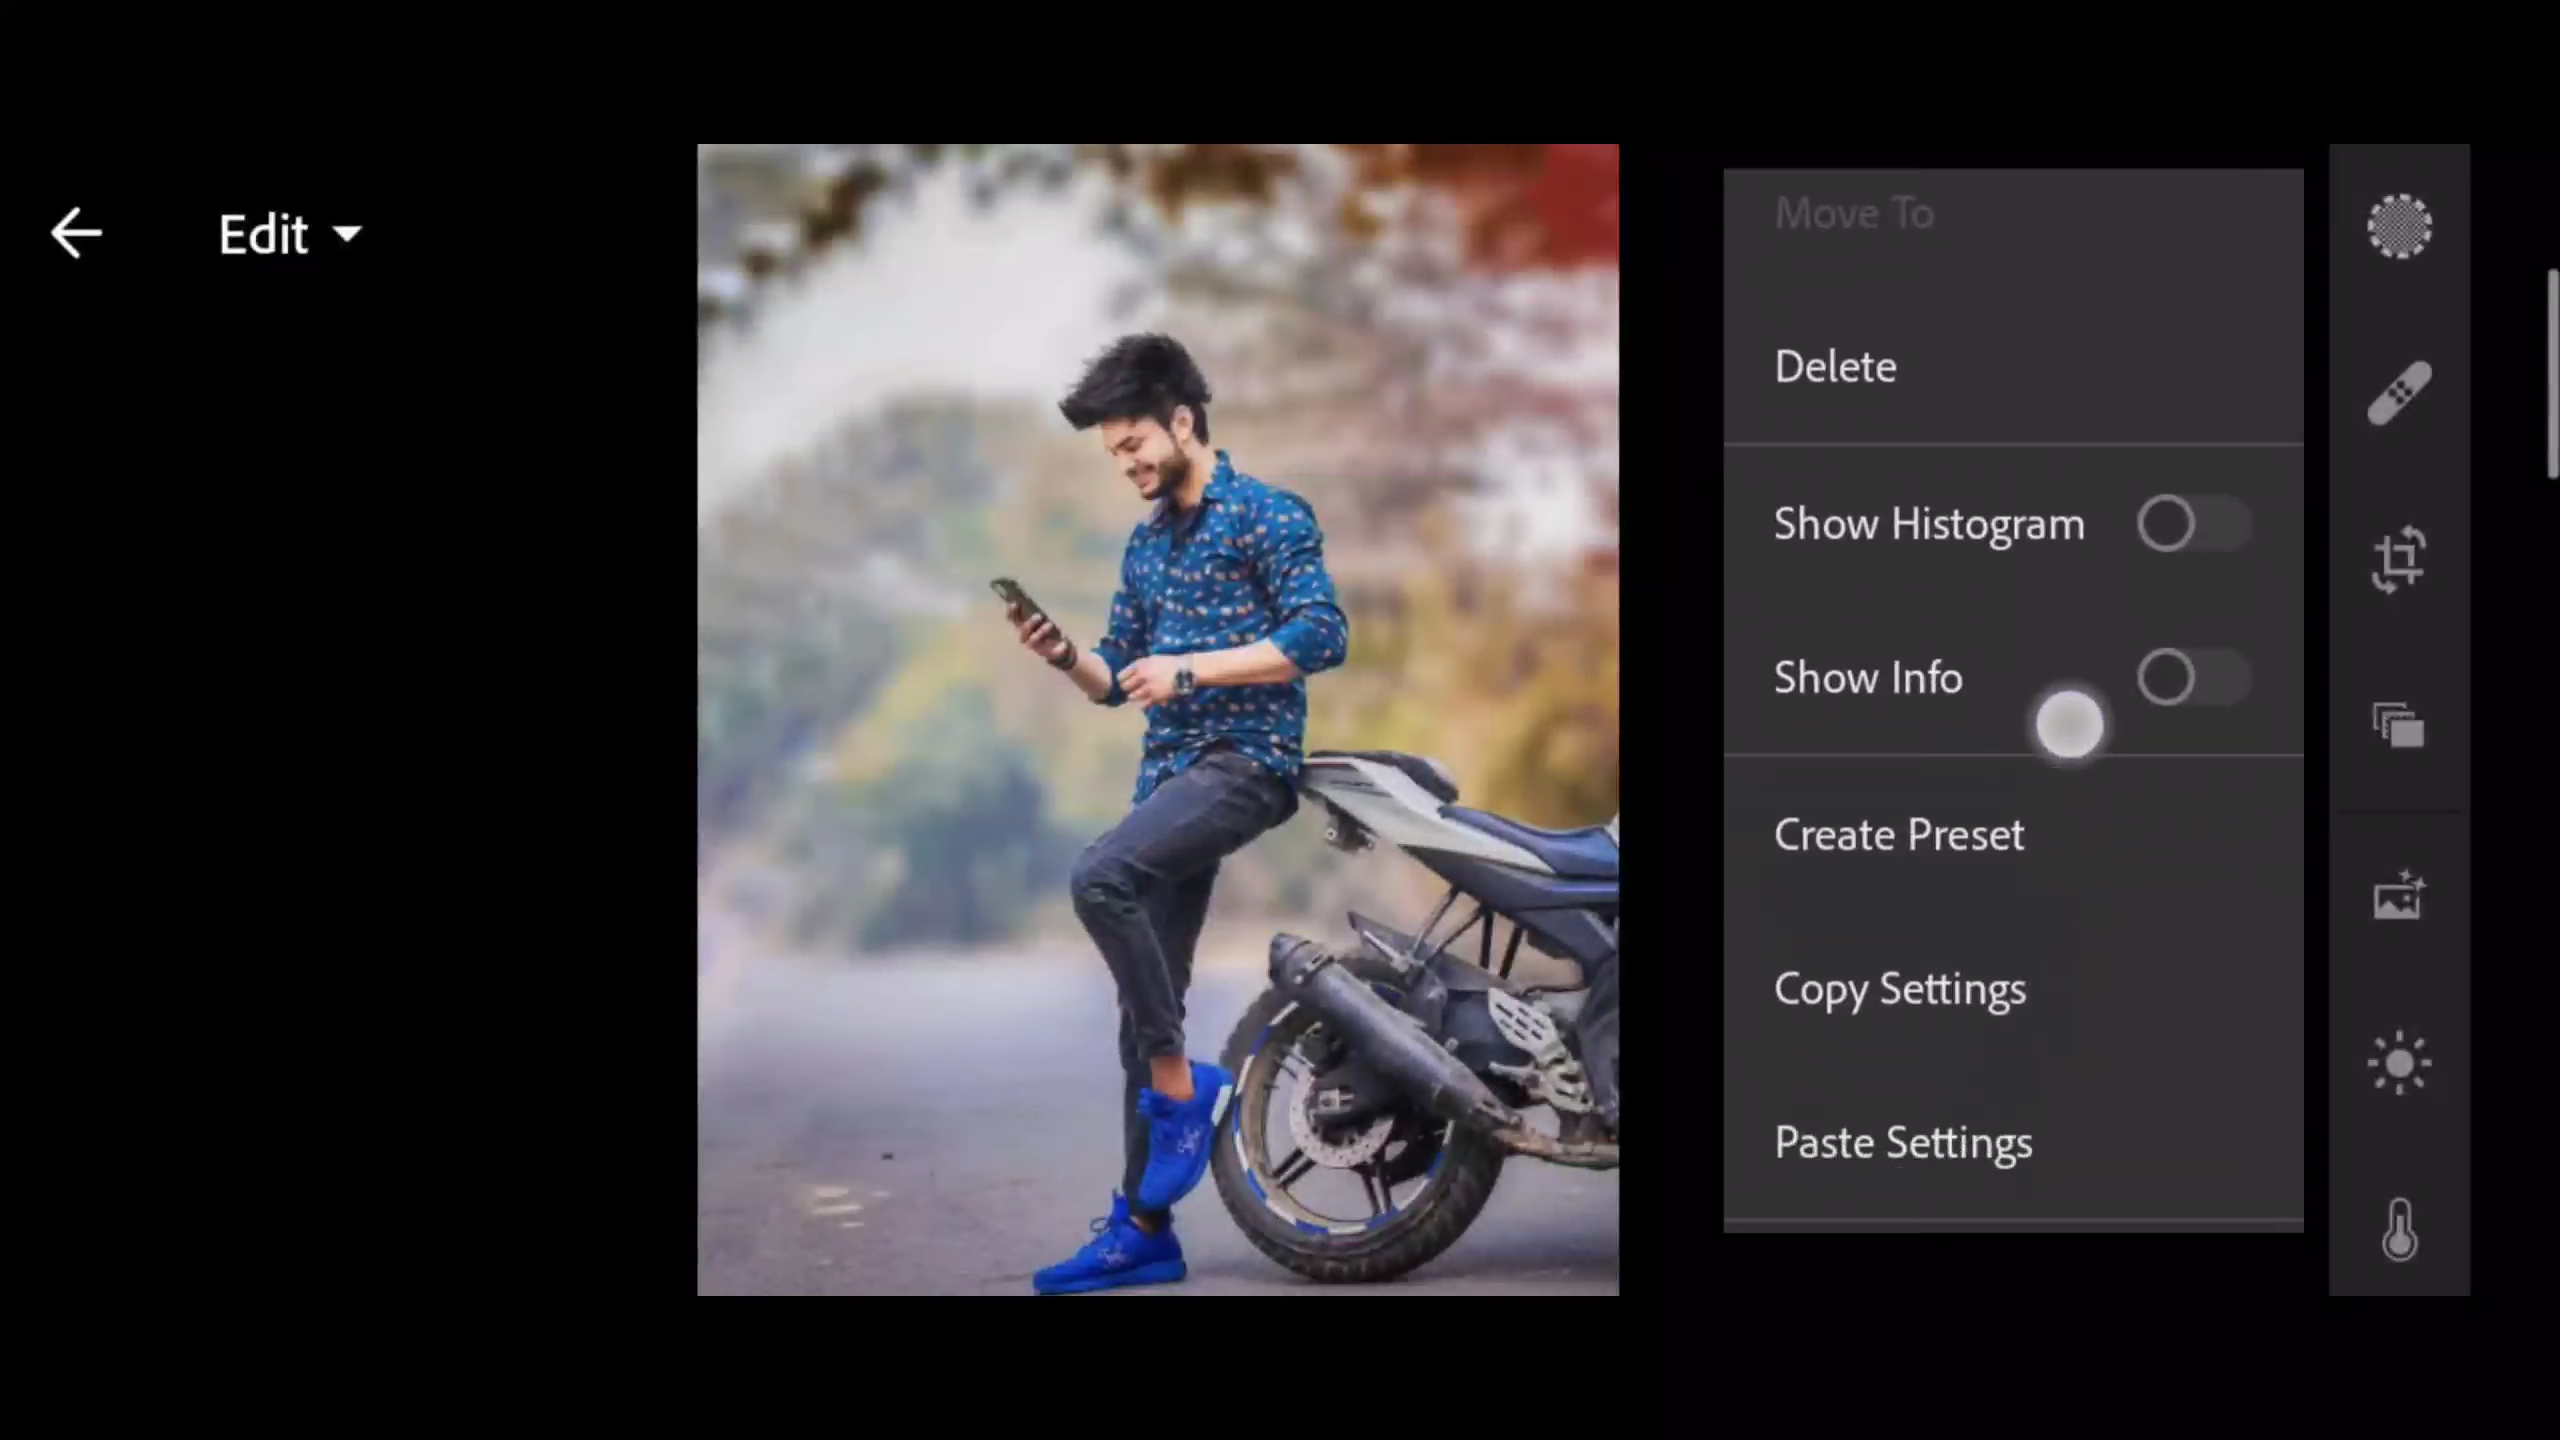 Edit
Move To
Delete
Show Histogram
Show Info
Create Preset
Copy Settings
Paste Settings